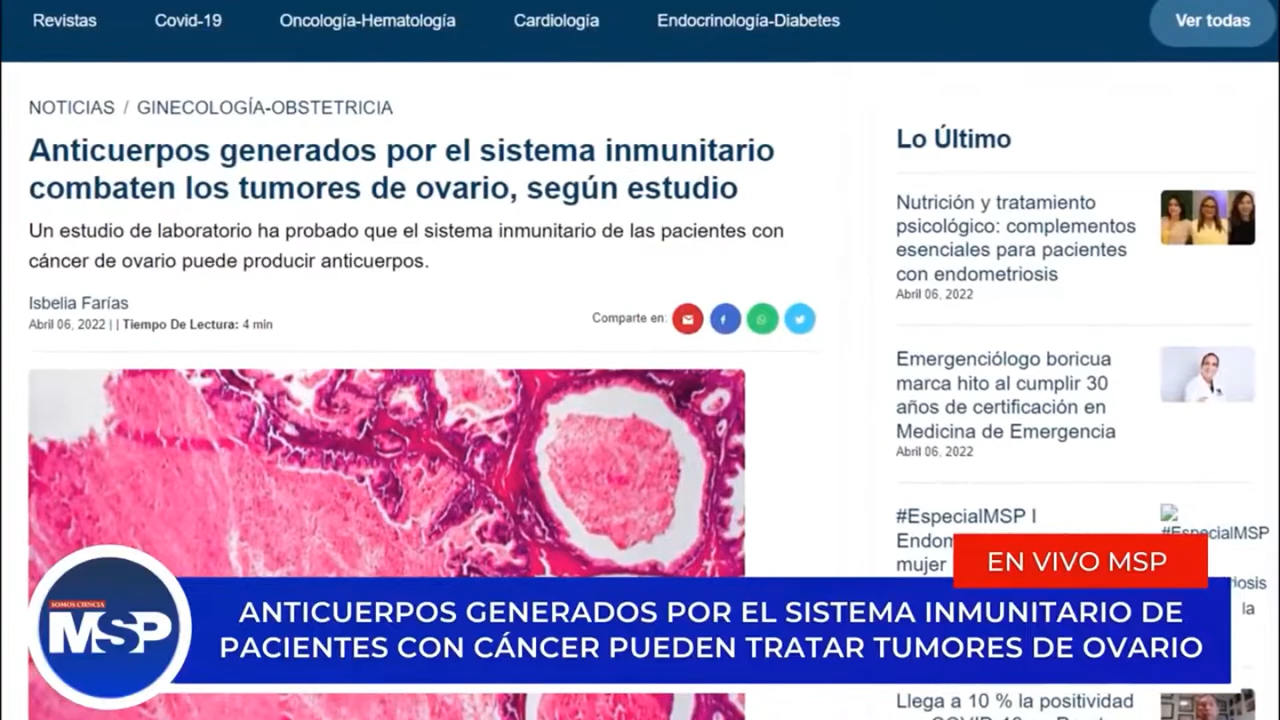 Revistas
Covid-19
Oncología-Hematología
Cardiología
Endocrinología-Diabetes
Ver todas
NOTICIAS / GINECOLOGÍA-OBSTETRICIA
Anticuerpos generados por el sistema inmunitario
combaten los tumores de ovario, según estudio
Un estudio de laboratorio ha probado que el sistema inmunitario de las pacientes con
cáncer de ovario puede producir anticuerpos.
Isbelia Farías
Abril 06, 2022 | | Tiempo De Lectura: 4 min
Comparte en:
Lo Último
Nutrición y tratamiento
psicológico: complementos
esenciales para pacientes
con endometriosis
Abril 06, 2022
Emergenciólogo boricua
marca hito al cumplir 30
años de certificación en
Medicina de Emergencia
Abril 06, 2022
#EspecialMSP |
mujer
#EspecialMSP
la
EN VIVO MSP
SOMOS CIENCIA
MSP
ANTICUERPOS GENERADOS POR EL SISTEMA INMUNITARIO DE
PACIENTES CON CÁNCER PUEDEN TRATAR TUMORES DE OVARIO
Llega a 10 % la positividad